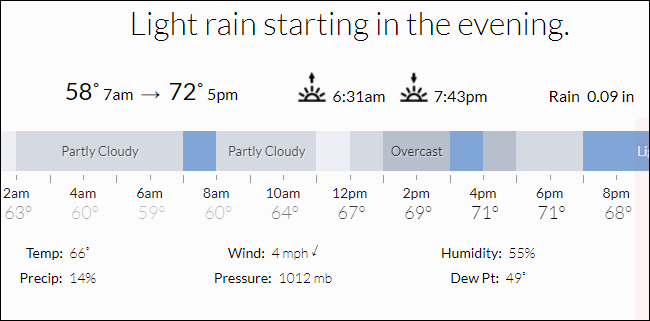 Light rain starting in the evening.
58° 7am → 72° 5pm 6:31am 7:43pm Rain 0.09 in
Partly Cloudy Partly Cloudy Overcast
2am 4am 6am 8am 10am 12pm 2pm 4pm 6pm 8pm
63° 60° 59° 60° 64° 67° 69° 71° 71° 68°
Temp: 66° Wind: 4 mph Humidity: 55%
Precip: 14% Pressure: 1012 mb Dew Pt: 49°